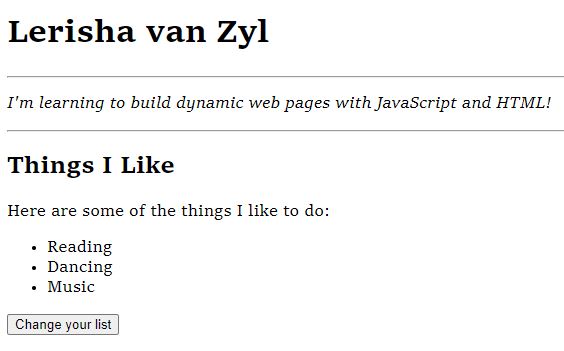 Lerisha van Zyl
I'm learning to build dynamic web pages with JavaScript and HTML!
Things I Like
Here are some of the things I like to do:
• Reading
• Dancing
• Music
Change your list